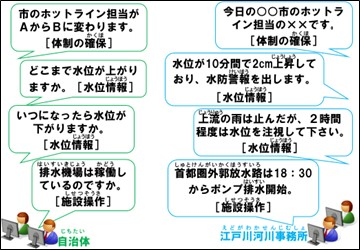 市のホットライン担当が
AからBに変わります。
[体制の確保]
どこまで水位が上がり
ますか。[水位情報]
いつになったら水位が
下がりますか。
[水位情報]
排水機場は稼働し
ているのですか。
[施設操作]
自治体
今日の○○市のホットラ
イン担当の××です。
[体制の確保]
水位が10分間で2cm上昇して
おり、水防警報を出します。
[水位情報]
上流の雨は止んだが、2時間
程度は水位を注視して下さい。
[水位情報]
首都圏外郭放水路は18:30
からポンプ排水開始。
[施設操作]
江戸川河川事務所